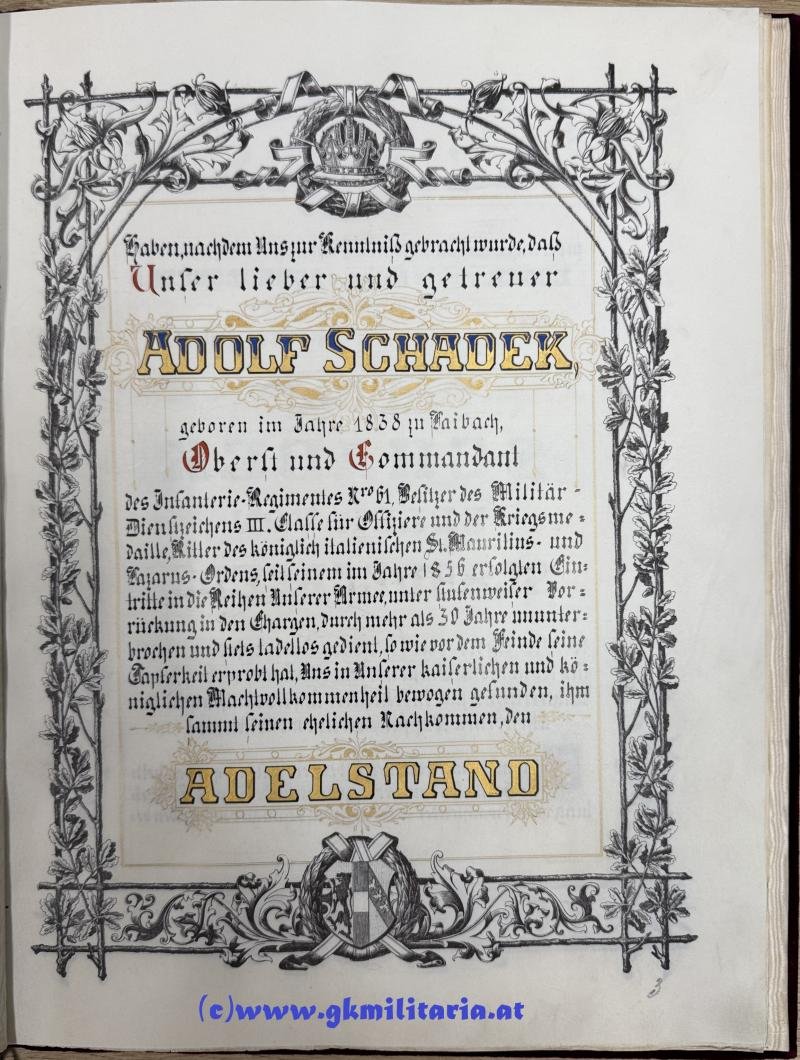 Haben, nachdem Uns zur Kenntniß gebracht wurde, daß
Unser lieber und getreuer
ADOLF SCHADEK,
geboren im Jahre 1838 zu Laibach,
Oberst und Commandant
des Infanterie-Regimentes Nro 61, Besitzer des Militär-
Dienstzeichens III. Classe für Offiziere und der Kriegsme-
daille, Ritter des königlich italienischen St. Mauritius- und
Lazarus-Ordens, seit seinem im Jahre 1856 erfolgten Ein-
tritte in die Reihen Unserer Armee, unter stufenweiser Vor-
rückung in den Chargen, durch mehr als 30 Jahre ununter-
brochen und stets tadellos gedient, so wie vor dem Feinde seine
Tapferkeit erprobt hat, Uns in Unserer kaiserlichen und kö-
niglichen Machtvollkommenheit bewogen gefunden, ihm
sammt seinen ehelichen Nachkommen, den
ADELSTAND
3
(c)www.gkmilitaria.at